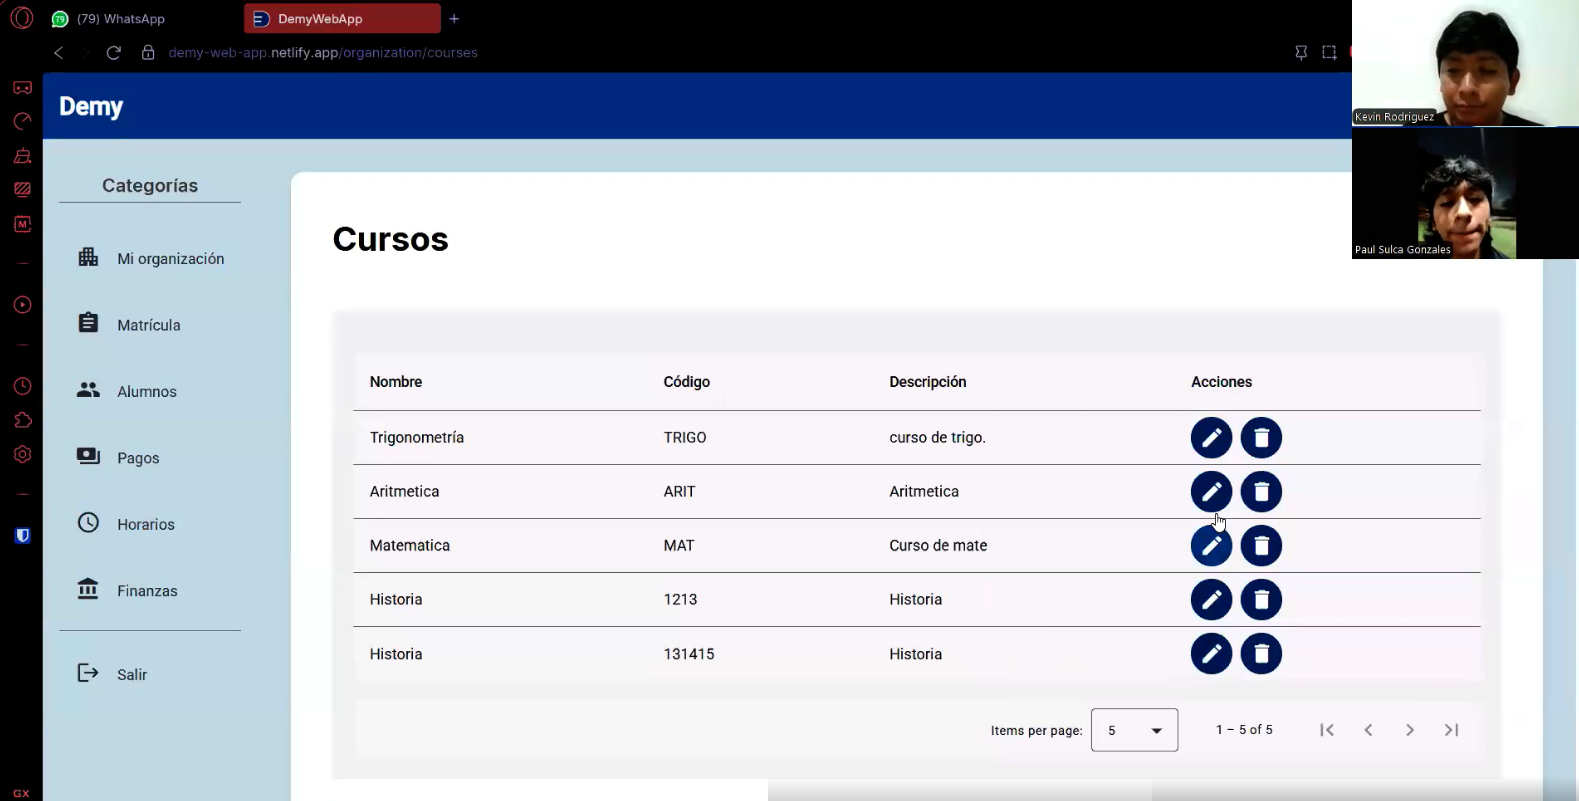 79 (79) WhatsApp
DemyWebApp
demy-web-app.netlify.app/organization/courses
Kevin Rodriguez
Paul Sulca Gonzales
Demy
Categorías
Mi organización
Matrícula
Alumnos
Pagos
Horarios
Finanzas
Salir
M
GX
Cursos
Nombre Código Descripción Acciones
Trigonometría TRIGO curso de trigo.
Aritmetica ARIT Aritmetica
Matematica MAT Curso de mate
Historia 1213 Historia
Historia 131415 Historia
Items per page: 5 1 – 5 of 5